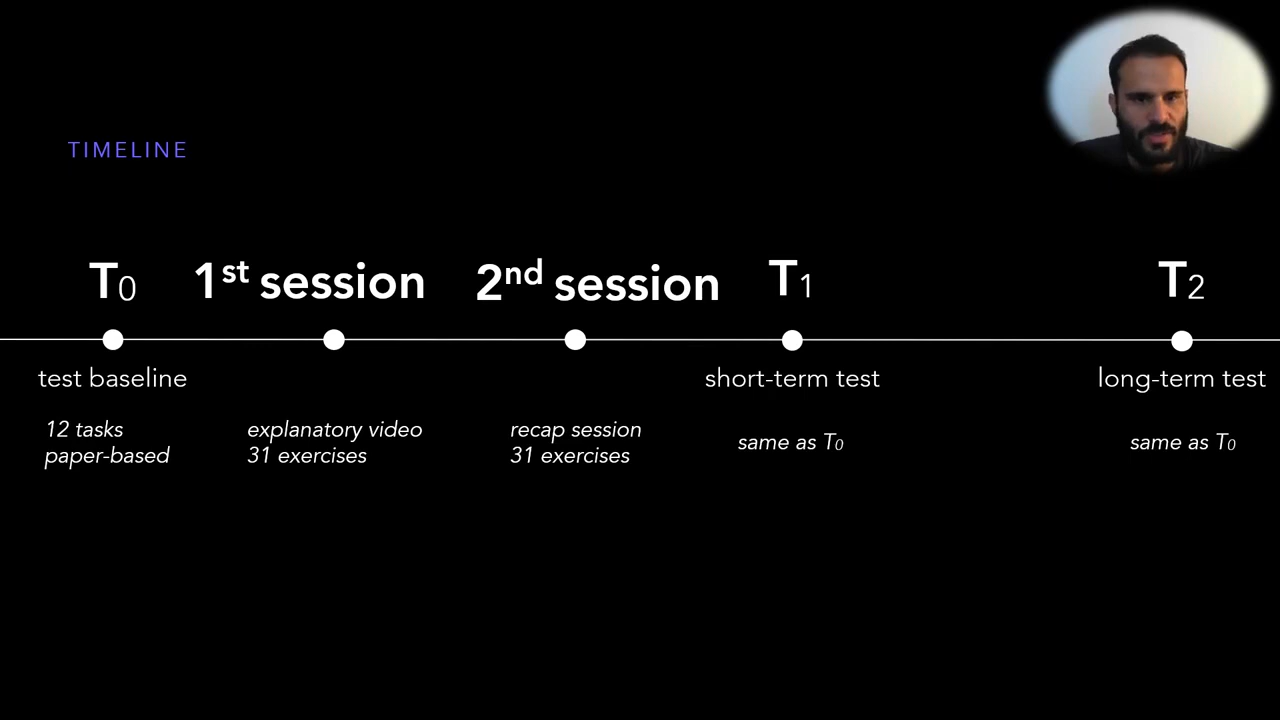 TIMELINE
T0
1st session
2nd session
T1
T2
test baseline
short-term test
long-term test
12 tasks
paper-based
explanatory video
31 exercises
recap session
31 exercises
same as T0
same as T0